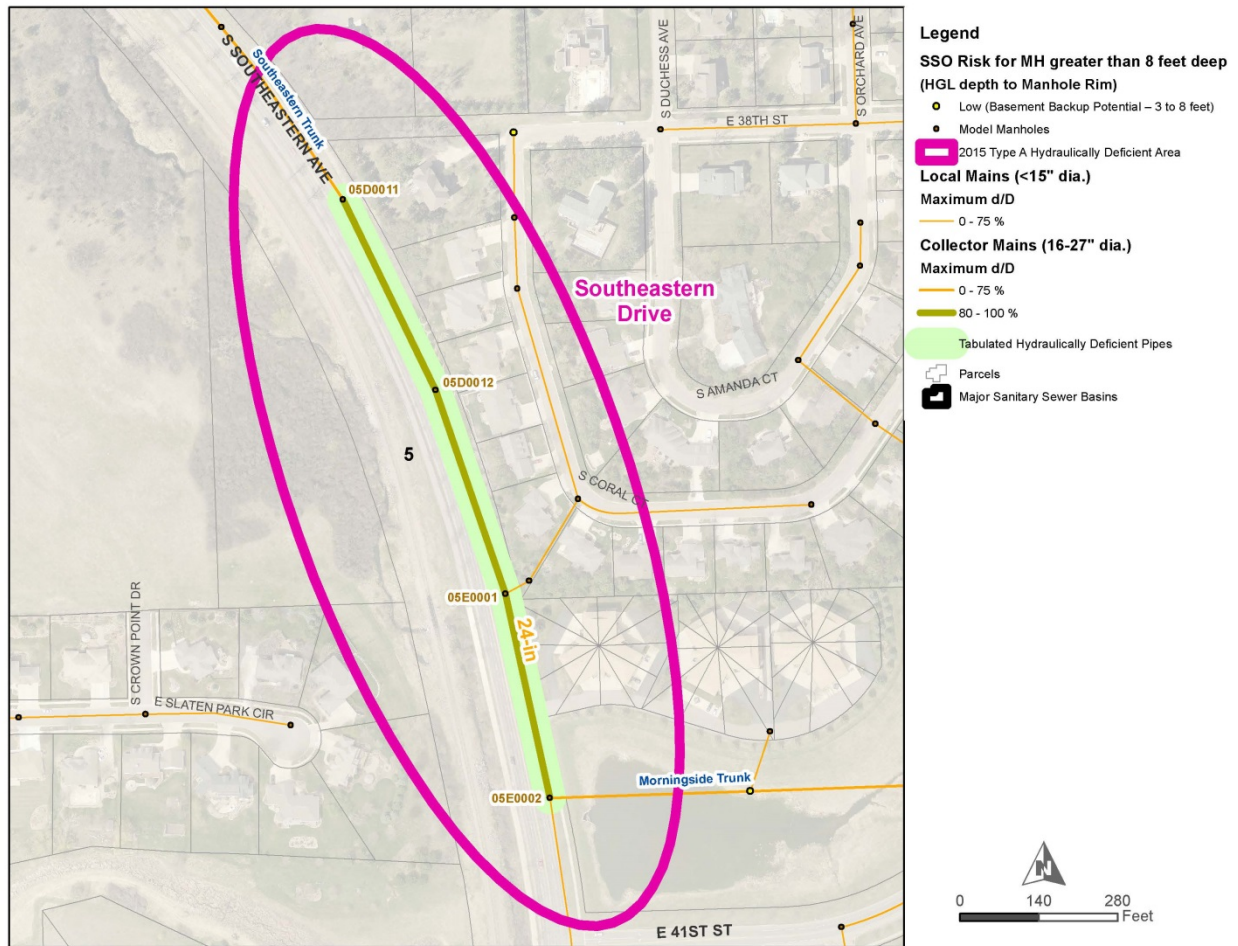 S SOUTHEASTERN AVE
Southeastern Trunk
S DUCHESS AVE
S ORCHARD AVE
E 38TH ST
05D0011
Southeastern
Drive
05D0012
S AMANDA CT
5
S CORAL CT
05E0001
24-in
S CROWN POINT DR
E SLATEN PARK CIR
Morningside Trunk
05E0002
E 41ST ST
Legend
SSO Risk for MH greater than 8 feet deep
(HGL depth to Manhole Rim)
Low (Basement Backup Potential – 3 to 8 feet)
Model Manholes
2015 Type A Hydraulically Deficient Area
Local Mains (<15" dia.)
Maximum d/D
0 - 75 %
Collector Mains (16-27" dia.)
Maximum d/D
0 - 75 %
80 - 100 %
Tabulated Hydraulically Deficient Pipes
Parcels
Major Sanitary Sewer Basins
N
0 140 280
Feet